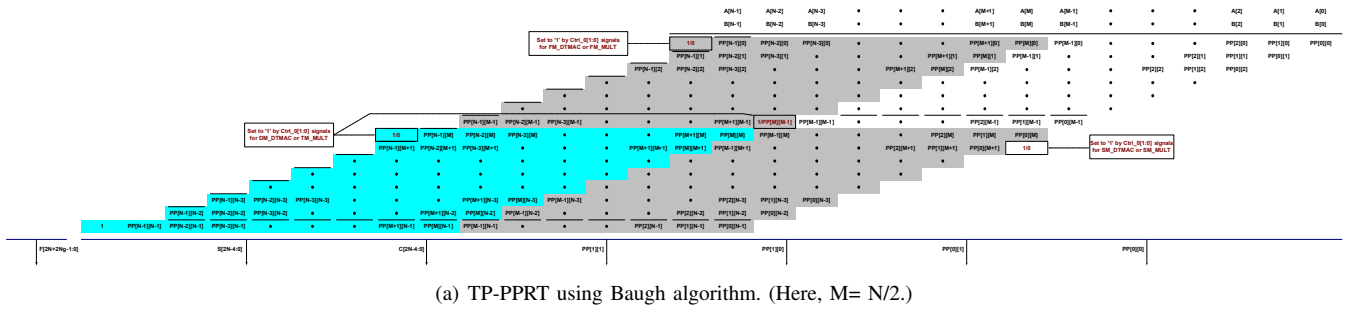 A[N-1] A[N-2] A[N-3] • • • A[M+1] A[M] A[M-1] • • • A[2] A[1] A[0]
B[N-1] B[N-2] B[N-3] • • • B[M+1] B[M] B[M-1] • • • B[2] B[1] B[0]
Set to '1' by Ctrl_0[1:0] signals
for FM_DTMAC or FM_MULT
1/0 PP[N-1][0] PP[N-2][0] PP[N-3][0] • • • PP[M+1][0] PP[M][0] PP[M-1][0] • • • PP[2][0] PP[1][0] PP[0][0]
PP[N-1][1] PP[N-2][1] PP[N-3][1] • • • PP[M+1][1] PP[M][1] PP[M-1][1] • • • PP[2][1] PP[1][1] PP[0][1]
PP[N-1][2] PP[N-2][2] PP[N-3][2] • • • PP[M+1][2] PP[M][2] PP[M-1][2] • • • PP[2][2] PP[1][2] PP[0][2]
Set to '1' by Ctrl_0[1:0] signals
for DM_DTMAC or TM_MULT
PP[N-1][M-1] PP[N-2][M-1] PP[N-3][M-1] • • • PP[M+1][M-1] 1/PP[M][M-1] PP[M-1][M-1] • • • PP[2][M-1] PP[1][M-1] PP[0][M-1]
1/0 PP[N-1][M] PP[N-2][M] PP[N-3][M] • • • PP[M+1][M] PP[M][M] PP[M-1][M] • • • PP[2][M] PP[1][M] PP[0][M]
PP[N-1][M+1] PP[N-2][M+1] PP[N-3][M+1] • • • PP[M+1][M+1] PP[M][M+1] PP[M-1][M+1] • • • PP[2][M+1] PP[1][M+1] PP[0][M+1] 1/0
Set to '1' by Ctrl_0[1:0] signals
for SM_DTMAC or SM_MULT
PP[N-1][N-3] PP[N-2][N-3] PP[N-3][N-3] • • • PP[M+1][N-3] PP[M][N-3] PP[M-1][N-3] • • • PP[2][N-3] PP[1][N-3] PP[0][N-3]
PP[N-1][N-2] PP[N-2][N-2] PP[N-3][N-2] • • • PP[M+1][N-2] PP[M][N-2] PP[M-1][N-2] • • • PP[2][N-2] PP[1][N-2] PP[0][N-2]
1 PP[N-1][N-1] PP[N-2][N-1] PP[N-3][N-1] • • • PP[M+1][N-1] PP[M][N-1] PP[M-1][N-1] • • • PP[2][N-1] PP[1][N-1] PP[0][N-1]
F[2N+2Ng-1:0] S[2N-4:0] C[2N-4:0] PP[1][1] PP[1][0] PP[0][1] PP[0][0]
(a) TP-PPRT using Baugh algorithm. (Here, M= N/2.)